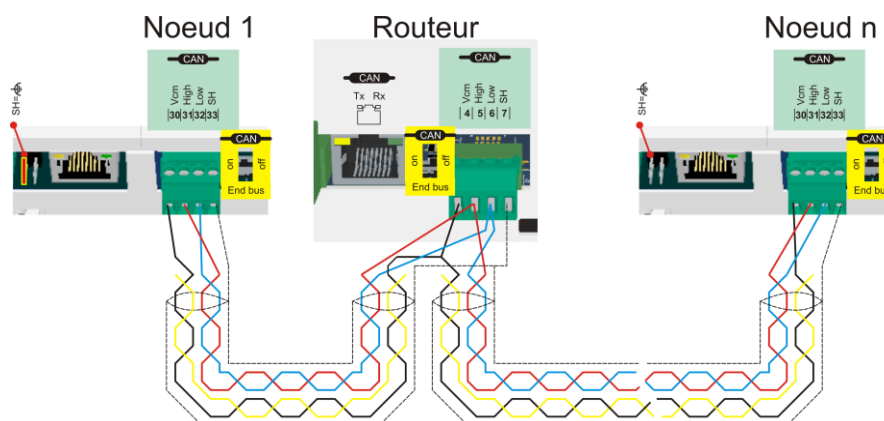 Noeud 1
Routeur
Noeud n
CAN
Vcm
High
Low
SH
|30|31|32|33|
SH=
CAN
on
off
End bus
CAN
Tx Rx
CAN
Vcm
High
Low
SH
|4|5|6|7|
CAN
on
off
End bus
CAN
Vcm
High
Low
SH
|30|31|32|33|
SH=
CAN
on
off
End bus